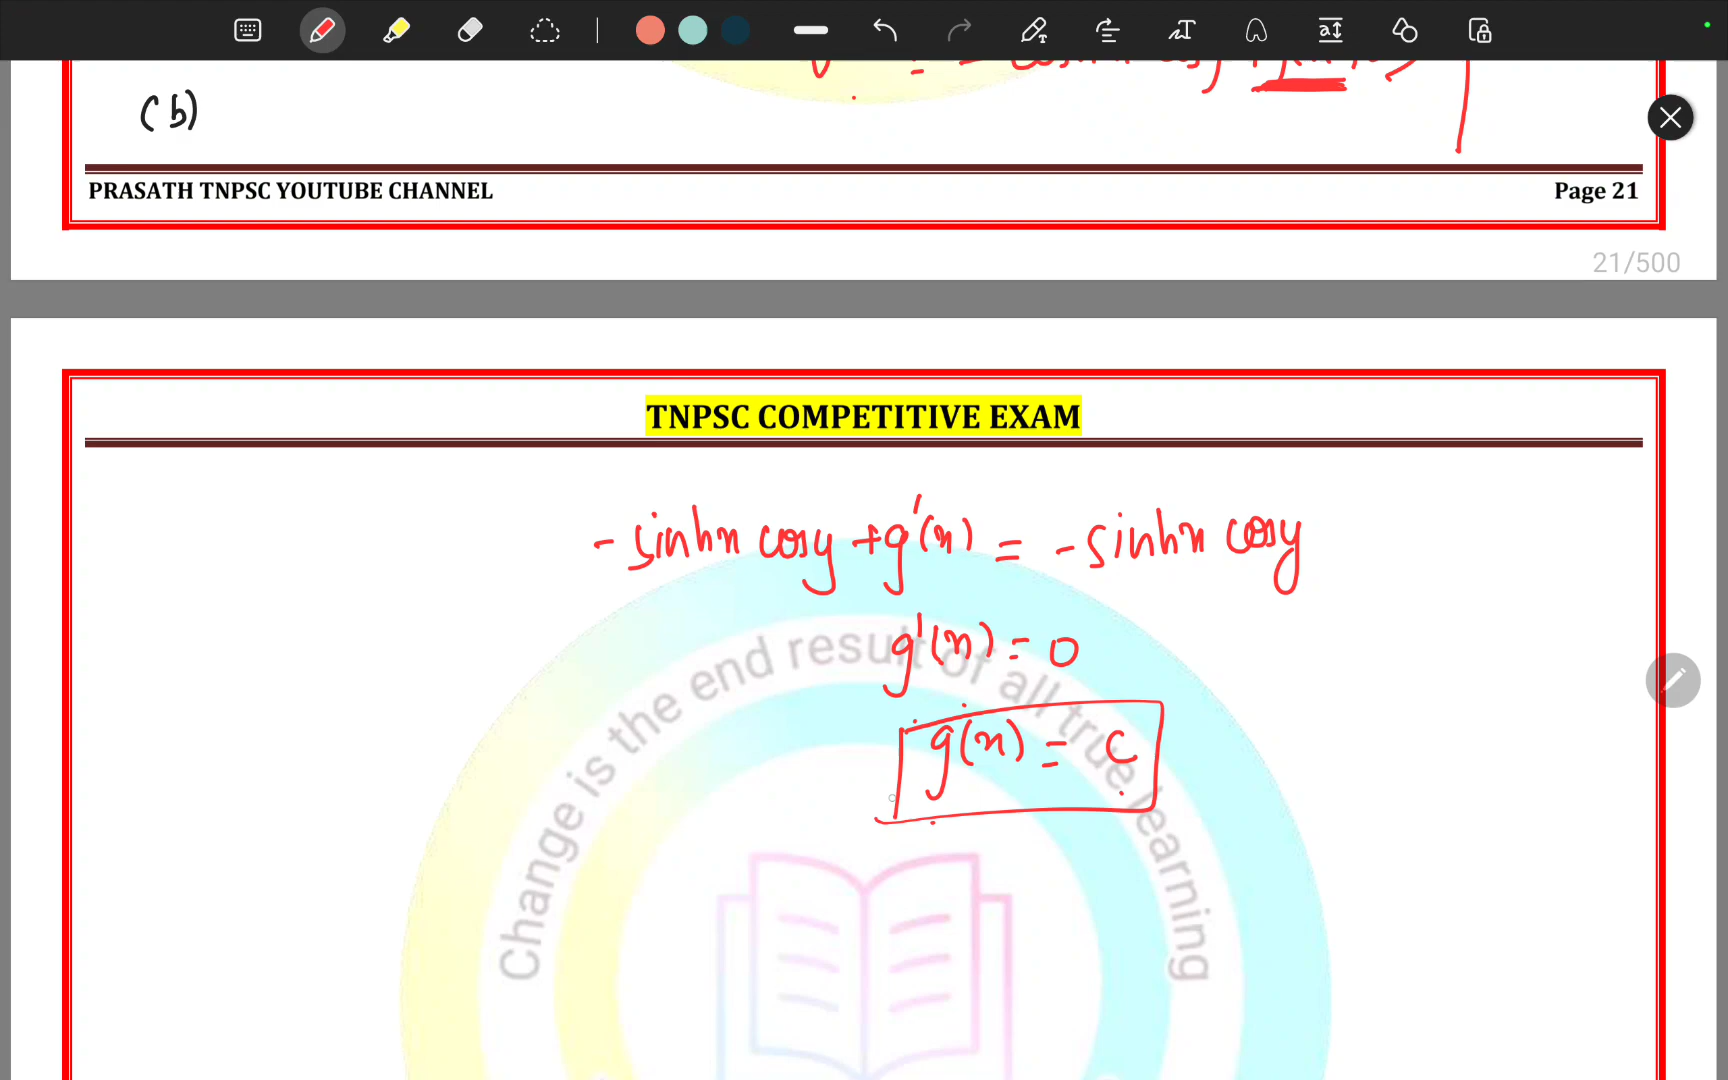 (b)
PRASATH TNPSC YOUTUBE CHANNEL Page 21
21/500
TNPSC COMPETITIVE EXAM
- sinhx cosy + g'(x) = - sinhx cosy
g'(x) = 0
g(x) = c
Change is the end result of all true learning